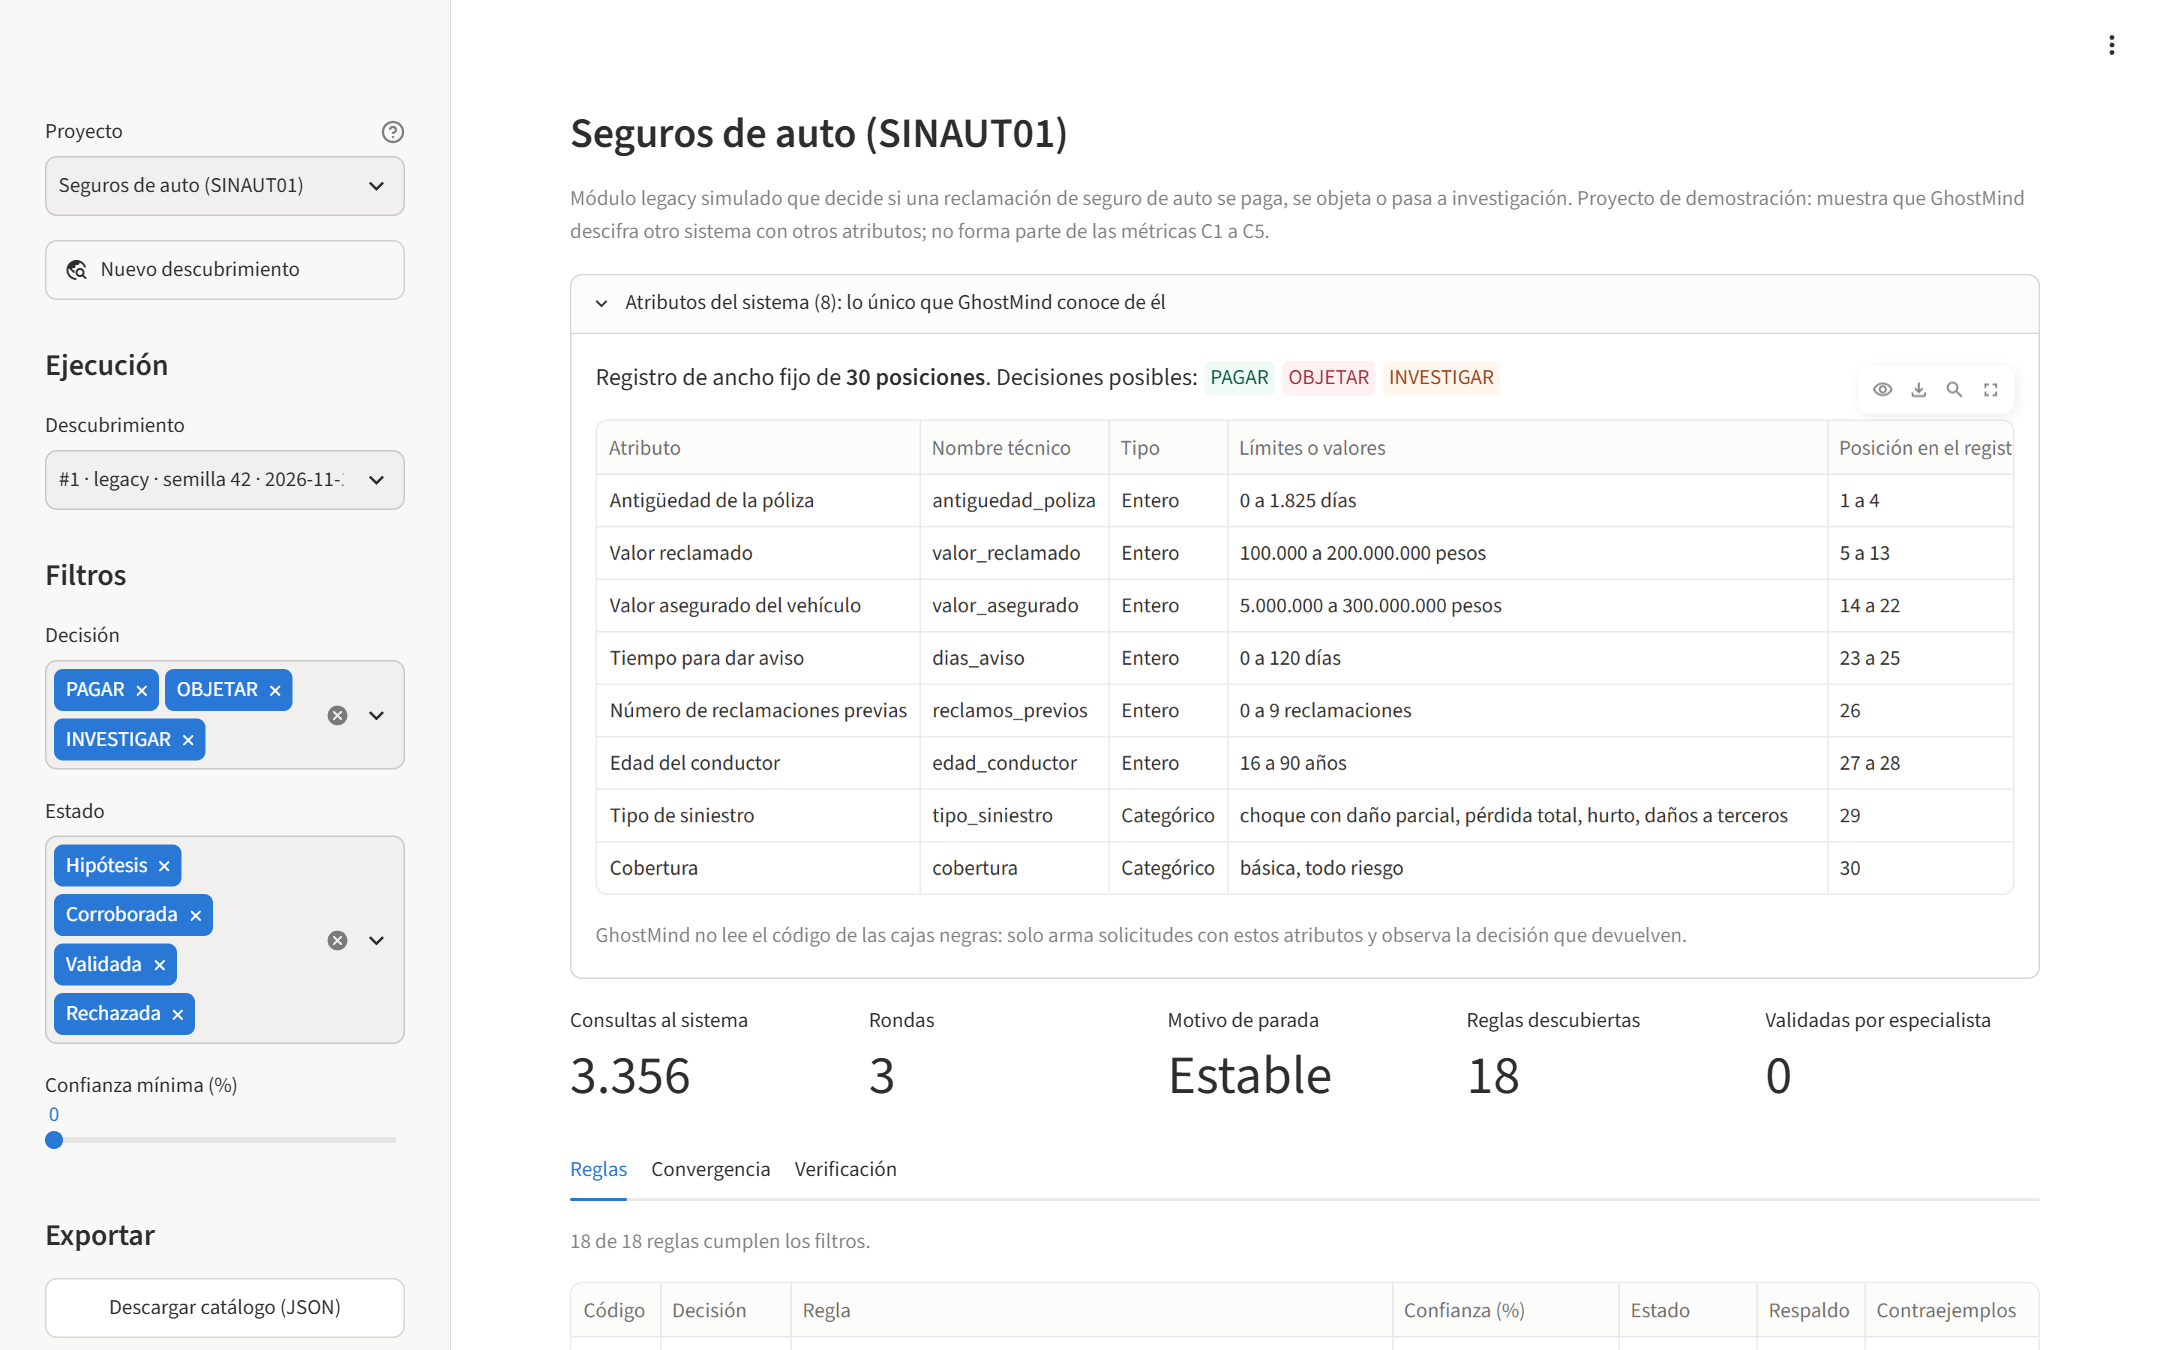 Proyecto
Seguros de auto (SINAUT01)
Nuevo descubrimiento
Ejecución
Descubrimiento
#1 · legacy · semilla 42 · 2026-11-
Filtros
Decisión
PAGAR
OBJETAR
INVESTIGAR
Estado
Hipótesis
Corroborada
Validada
Rechazada
Confianza mínima (%)
0
Exportar
Descargar catálogo (JSON)
Seguros de auto (SINAUT01)
Módulo legacy simulado que decide si una reclamación de seguro de auto se paga, se objeta o pasa a investigación. Proyecto de demostración: muestra que GhostMind
descifra otro sistema con otros atributos; no forma parte de las métricas C1 a C5.
Atributos del sistema (8): lo único que GhostMind conoce de él
Registro de ancho fijo de 30 posiciones. Decisiones posibles: PAGAR OBJETAR INVESTIGAR
Atributo Nombre técnico Tipo Límites o valores Posición en el regist
Antigüedad de la póliza antiguedad_poliza Entero 0 a 1.825 días 1 a 4
Valor reclamado valor_reclamado Entero 100.000 a 200.000.000 pesos 5 a 13
Valor asegurado del vehículo valor_asegurado Entero 5.000.000 a 300.000.000 pesos 14 a 22
Tiempo para dar aviso dias_aviso Entero 0 a 120 días 23 a 25
Número de reclamaciones previas reclamos_previos Entero 0 a 9 reclamaciones 26
Edad del conductor edad_conductor Entero 16 a 90 años 27 a 28
Tipo de siniestro tipo_siniestro Categórico choque con daño parcial, pérdida total, hurto, daños a terceros 29
Cobertura cobertura Categórico básica, todo riesgo 30
GhostMind no lee el código de las cajas negras: solo arma solicitudes con estos atributos y observa la decisión que devuelven.
Consultas al sistema Rondas Motivo de parada Reglas descubiertas Validadas por especialista
3.356 3 Estable 18 0
Reglas Convergencia Verificación
18 de 18 reglas cumplen los filtros.
Código Decisión Regla Confianza (%) Estado Respaldo Contraejemplos